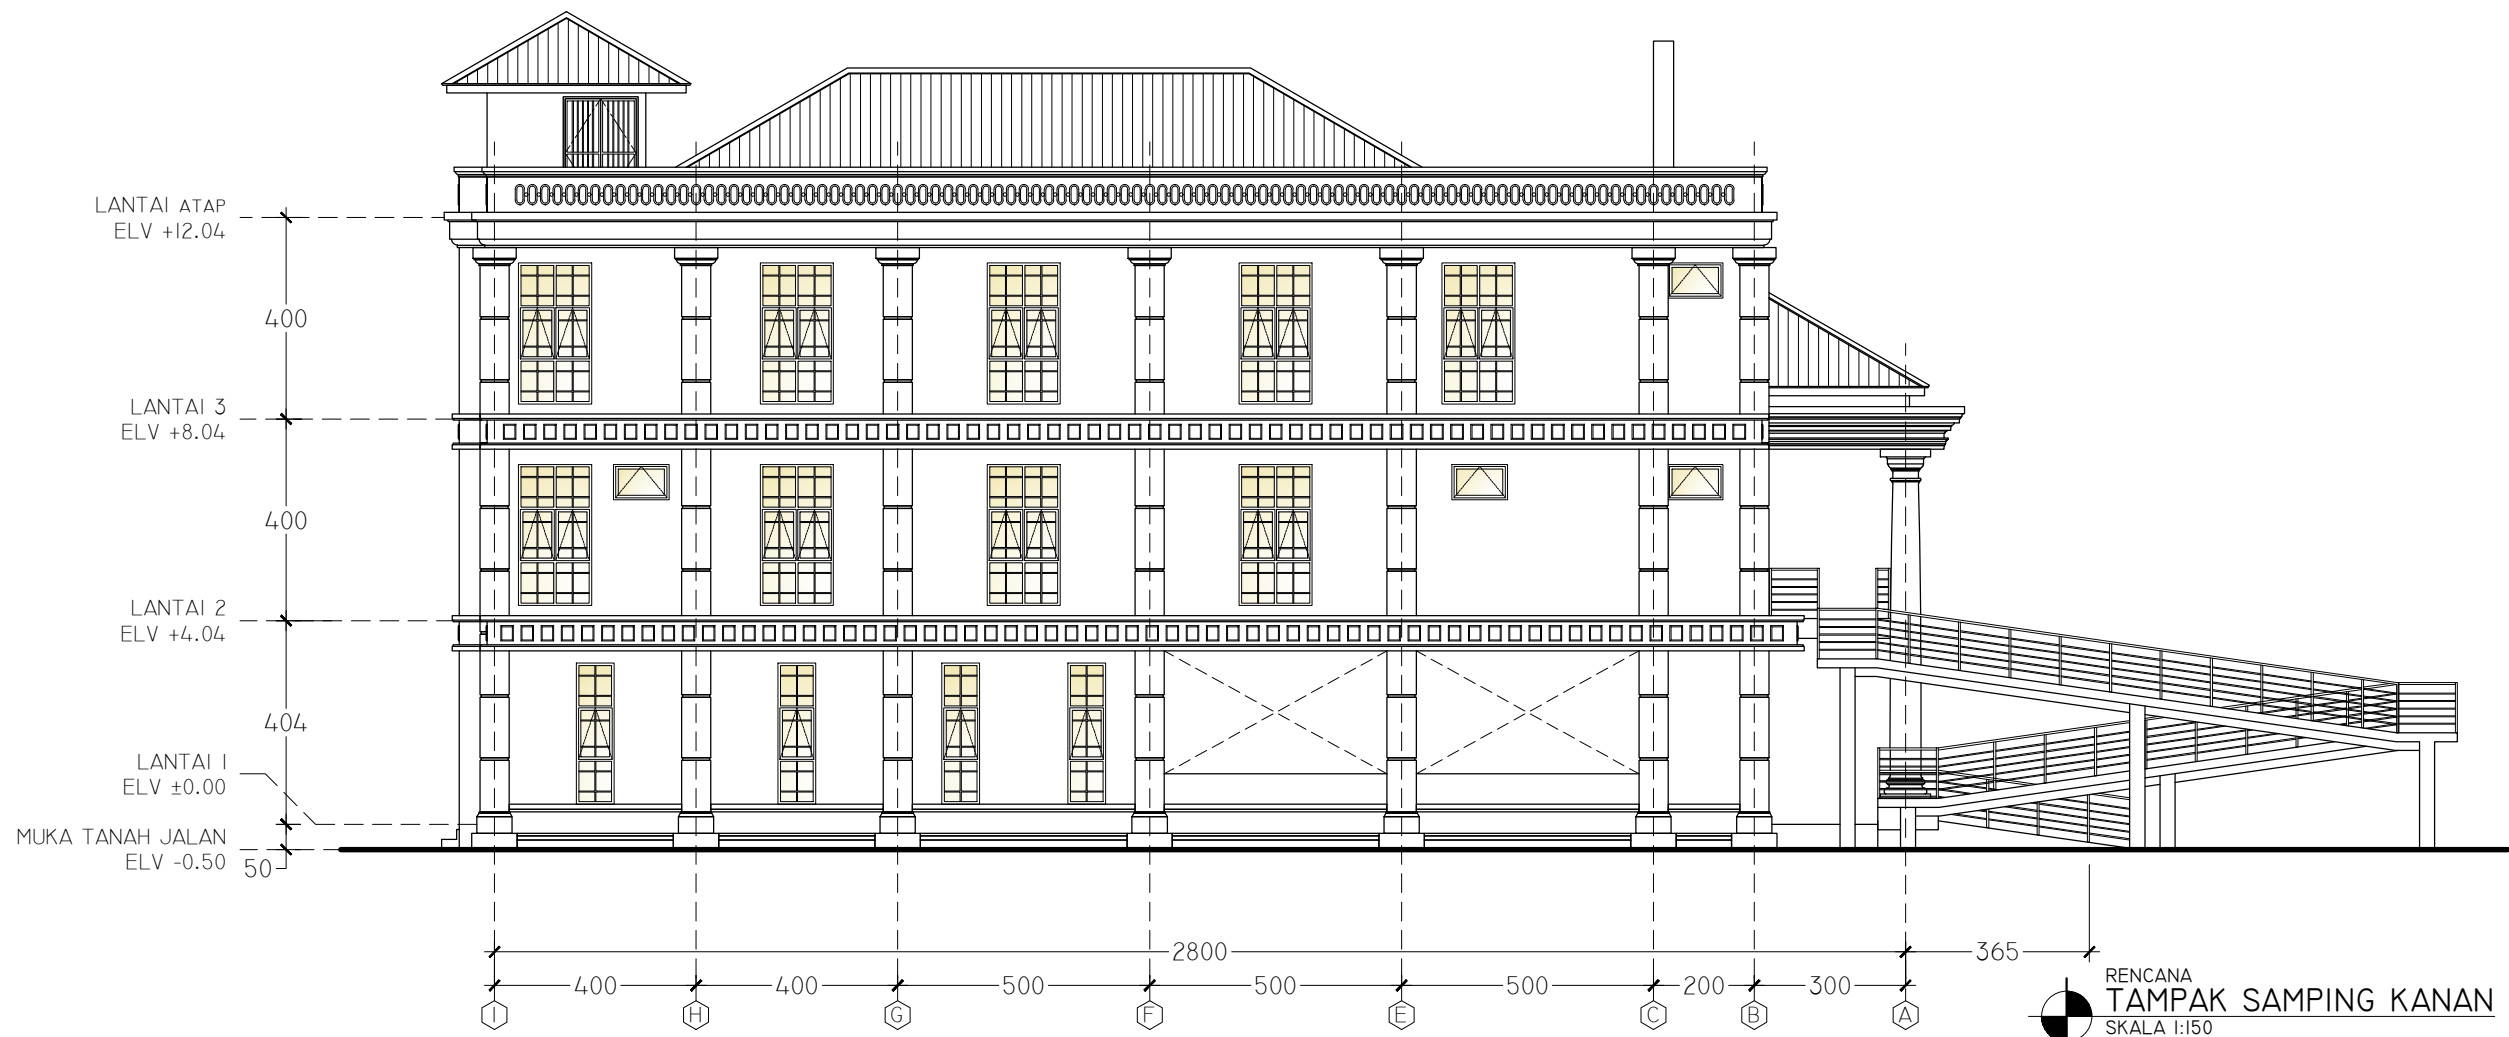 LANTAI ATAP
ELV +12.04
400
LANTAI 3
ELV +8.04
400
LANTAI 2
ELV +4.04
404
LANTAI 1
ELV ±0.00
MUKA TANAH JALAN
ELV -0.50
50
2800
365
400
400
500
500
500
200
300
I
H
G
F
E
C
B
A
RENCANA
TAMPAK SAMPING KANAN
SKALA 1:150